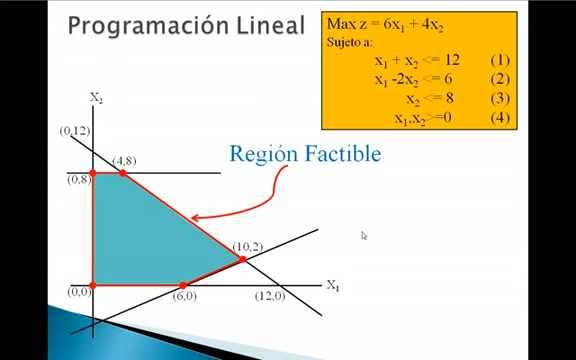 Programación Lineal
Max z = 6x₁ + 4x₂
Sujeto a:
x₁ + x₂ <= 12 (1)
x₁ -2x₂ <= 6 (2)
x₂ <= 8 (3)
x₁,x₂>=0 (4)
X₂
(0,12)
(4,8)
Región Factible
(0,8)
(10,2)
X₁
(0,0)
(6,0)
(12,0)